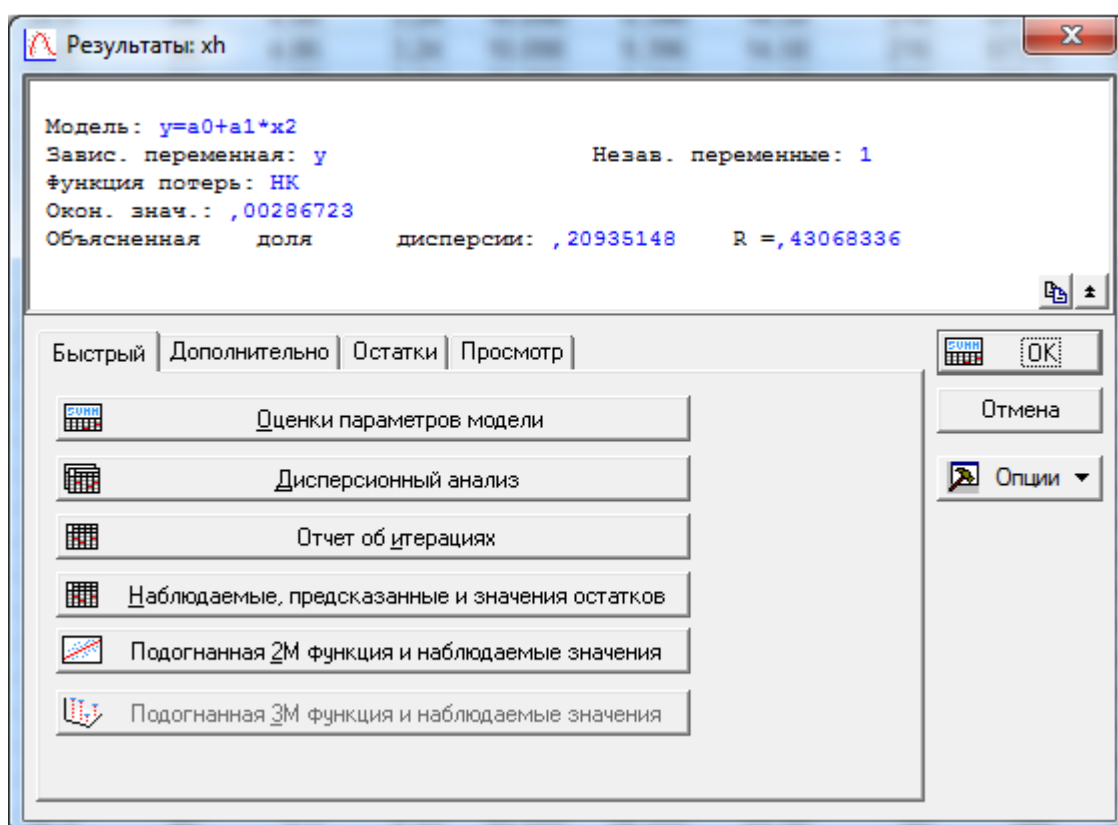 Результаты: xh
Модель: y=a0+a1*x2
Завис. переменная: y Незав. переменные: 1
Функция потерь: НК
Окон. знач.: ,00286723
Объясненная доля дисперсии: ,20935148 R =,43068336
Быстрый Дополнительно Остатки Просмотр
OK
Отмена
Опции
Оценки параметров модели
Дисперсионный анализ
Отчет об итерациях
Наблюдаемые, предсказанные и значения остатков
Подогнанная 2М функция и наблюдаемые значения
Подогнанная 3М функция и наблюдаемые значения